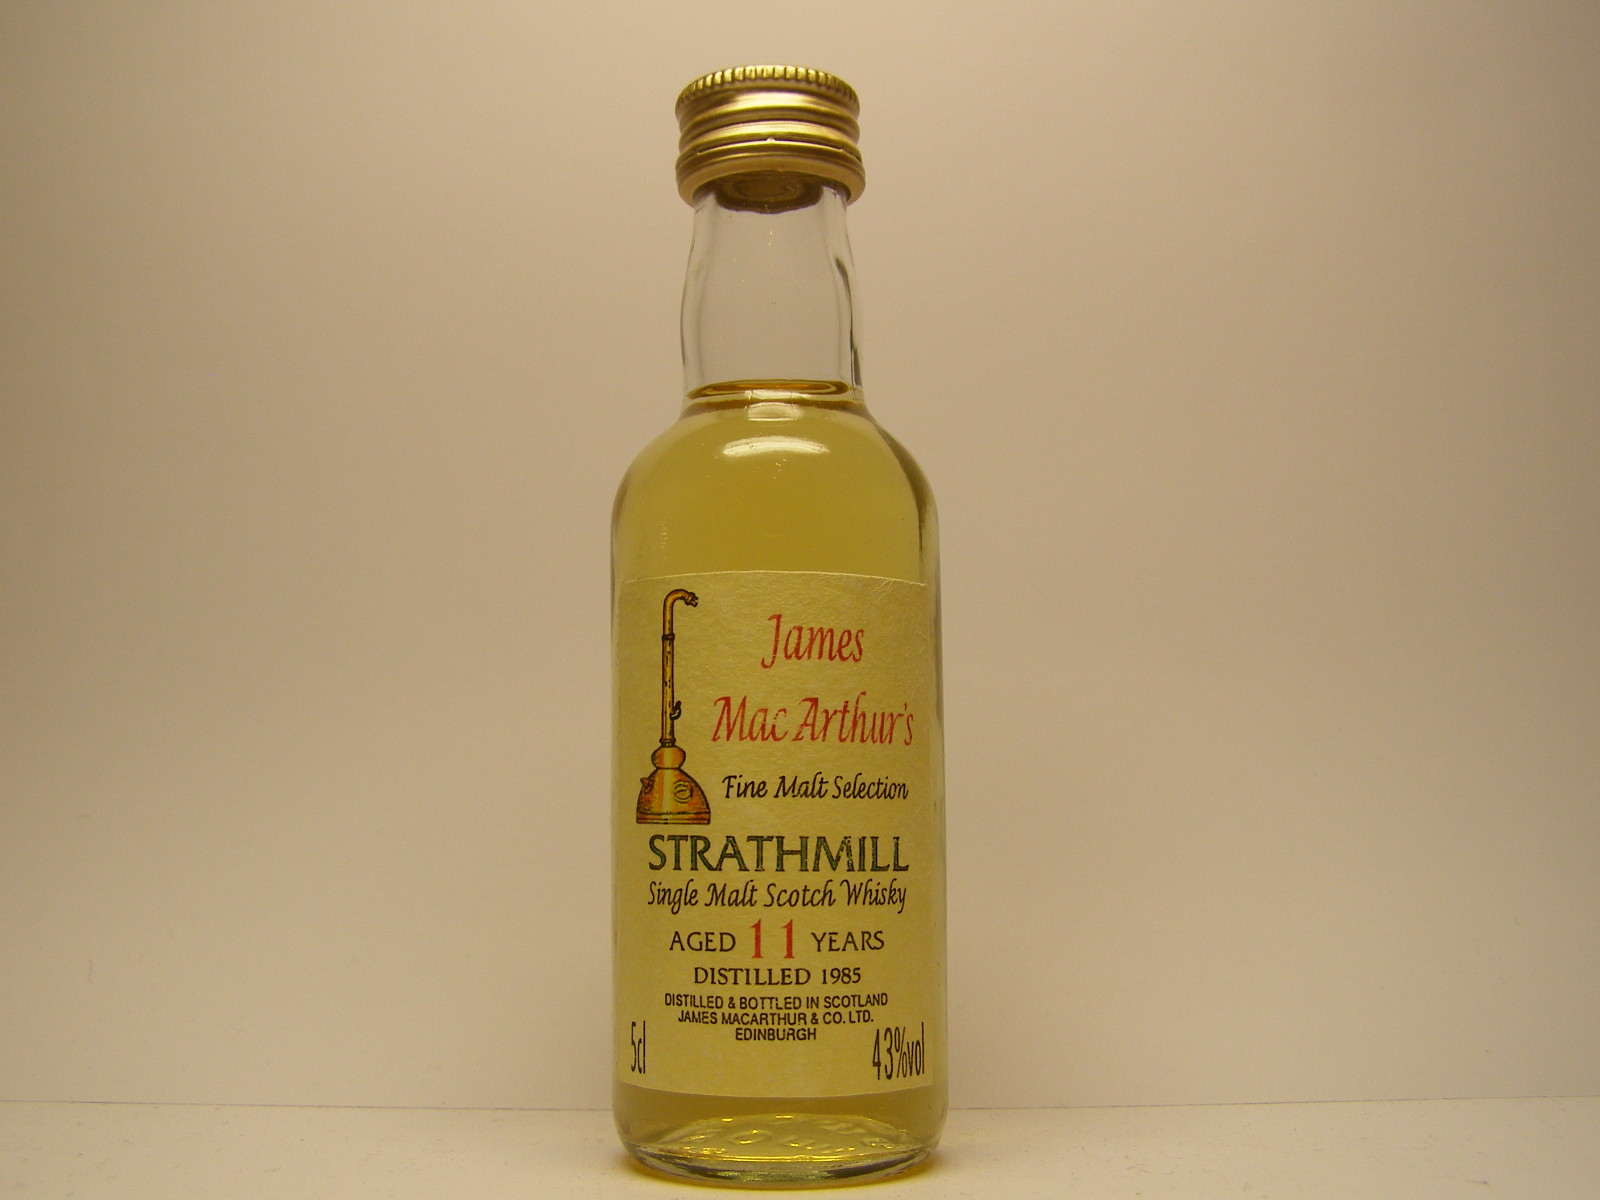 James
MacArthur's
Fine Malt Selection
STRATHMILL
Single Malt Scotch Whisky
AGED 11 YEARS
DISTILLED 1985
DISTILLED & BOTTLED IN SCOTLAND
JAMES MACARTHUR & CO. LTD.
EDINBURGH
5cl
43%vol